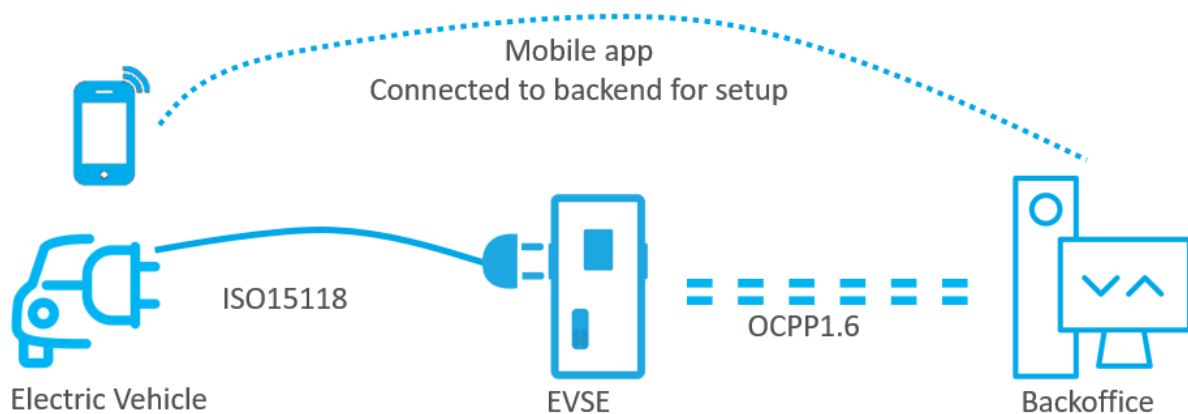 Mobile app
Connected to backend for setup
ISO15118
OCPP1.6
Electric Vehicle
EVSE
Backoffice